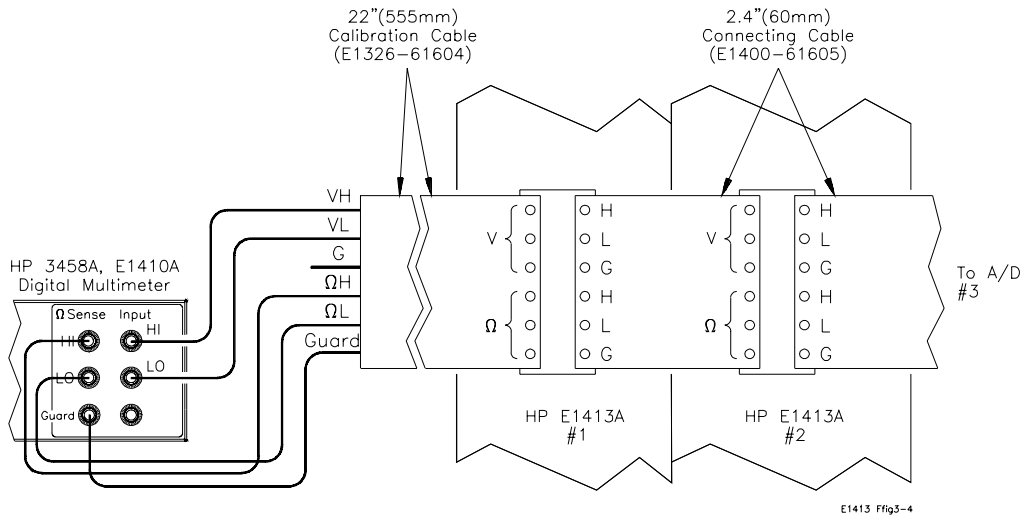 22”(555mm)
Calibration Cable
(E1326–61604)
2.4”(60mm)
Connecting Cable
(E1400–61605)
VH
VL
G
ΩH
ΩL
Guard
HP 3458A, E1410A
Digital Multimeter
Ω Sense Input
HI HI
LO LO
Guard
V
H
L
G
Ω
H
L
G
V
H
L
G
Ω
H
L
G
To A/D
#3
HP E1413A
#1
HP E1413A
#2
E1413 Ffig3–4